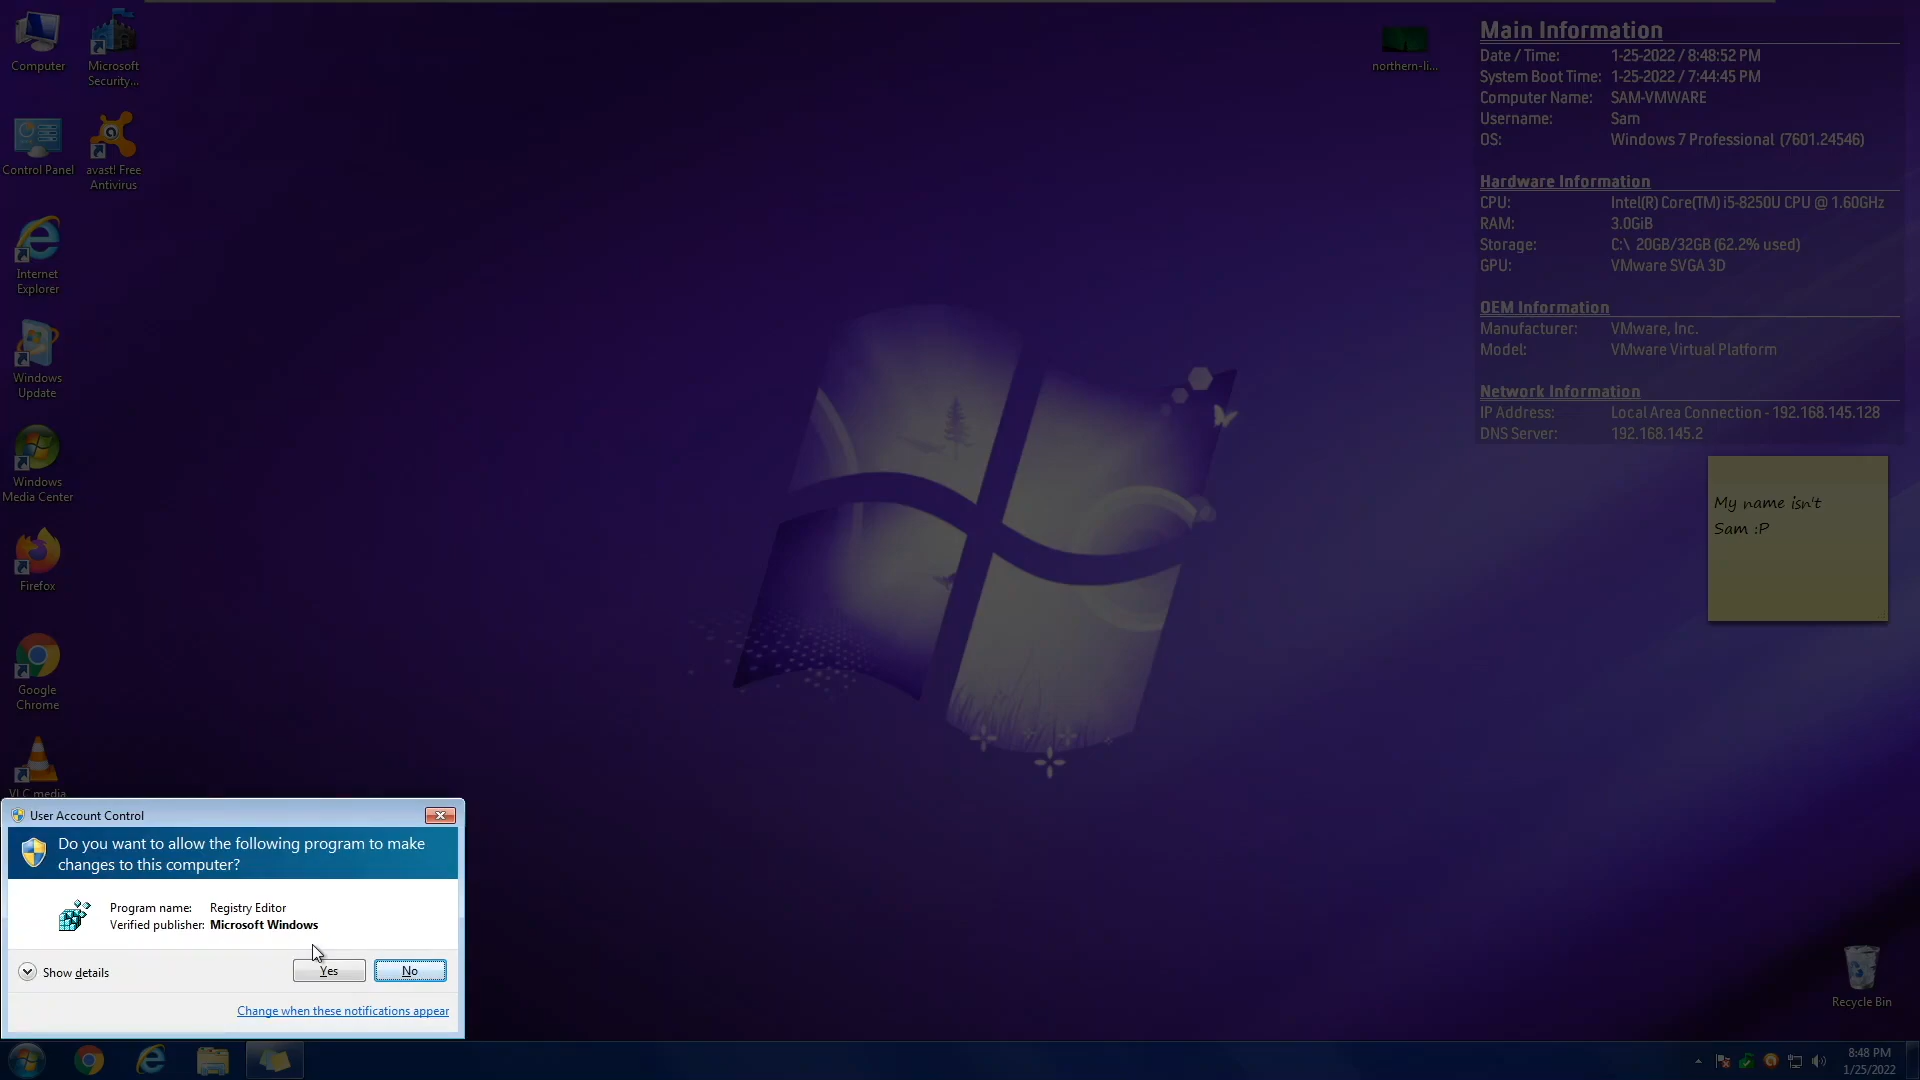 Computer
Microsoft
Security...
Control Panel
avast! Free
Antivirus
Internet
Explorer
Windows
Update
Windows
Media Center
Firefox
Google
Chrome
VLC media
northern-li...
Main Information
Date / Time: 1-25-2022 / 8:48:52 PM
System Boot Time: 1-25-2022 / 7:44:45 PM
Computer Name: SAM-VMWARE
Username: Sam
OS: Windows 7 Professional (7601.24546)
Hardware Information
CPU: Intel(R) Core(TM) i5-8250U CPU @ 1.60GHz
RAM: 3.0GiB
Storage: C:\ 20GB/32GB (62.2% used)
GPU: VMware SVGA 3D
OEM Information
Manufacturer: VMware, Inc.
Model: VMware Virtual Platform
Network Information
IP Address: Local Area Connection - 192.168.145.128
DNS Server: 192.168.145.2
My name isn't
Sam :P
User Account Control
Do you want to allow the following program to make
changes to this computer?
Program name: Registry Editor
Verified publisher: Microsoft Windows
Show details
Yes
No
Change when these notifications appear
Recycle Bin
8:48 PM
1/25/2022